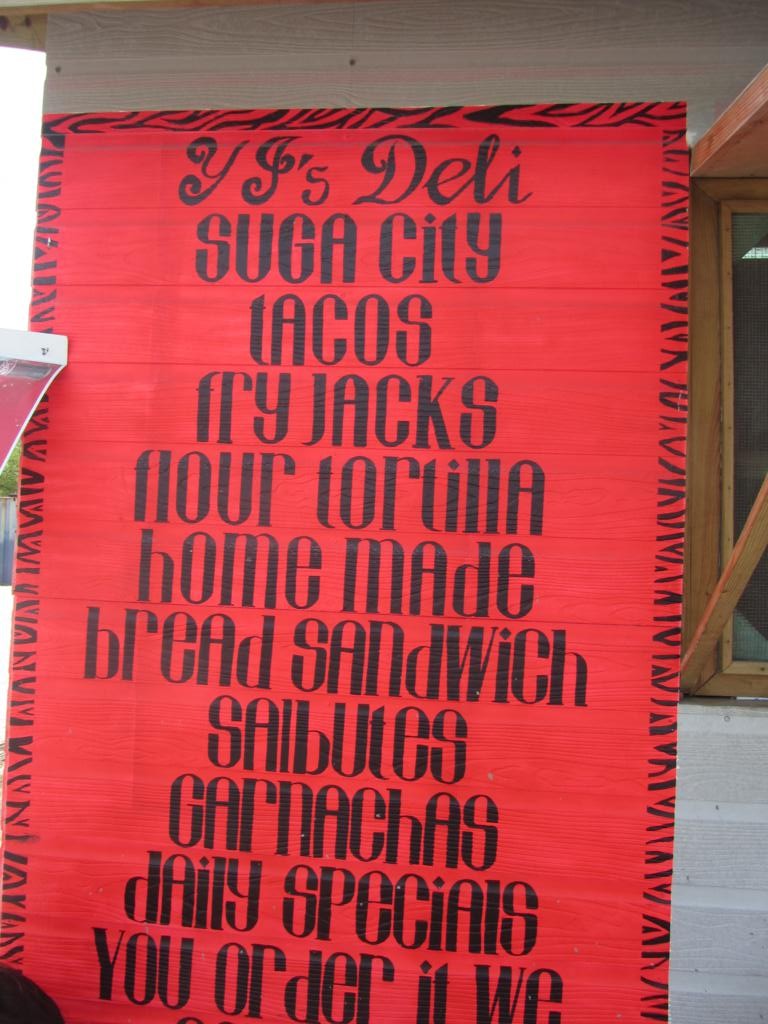 YJ's Deli
SUGA City
tACOS
fry JACKS
flour tortillA
home mAde
breAd SANdwich
SAlbUteS
GArnAchAS
dAily SPeciAlS
YOU Order it we